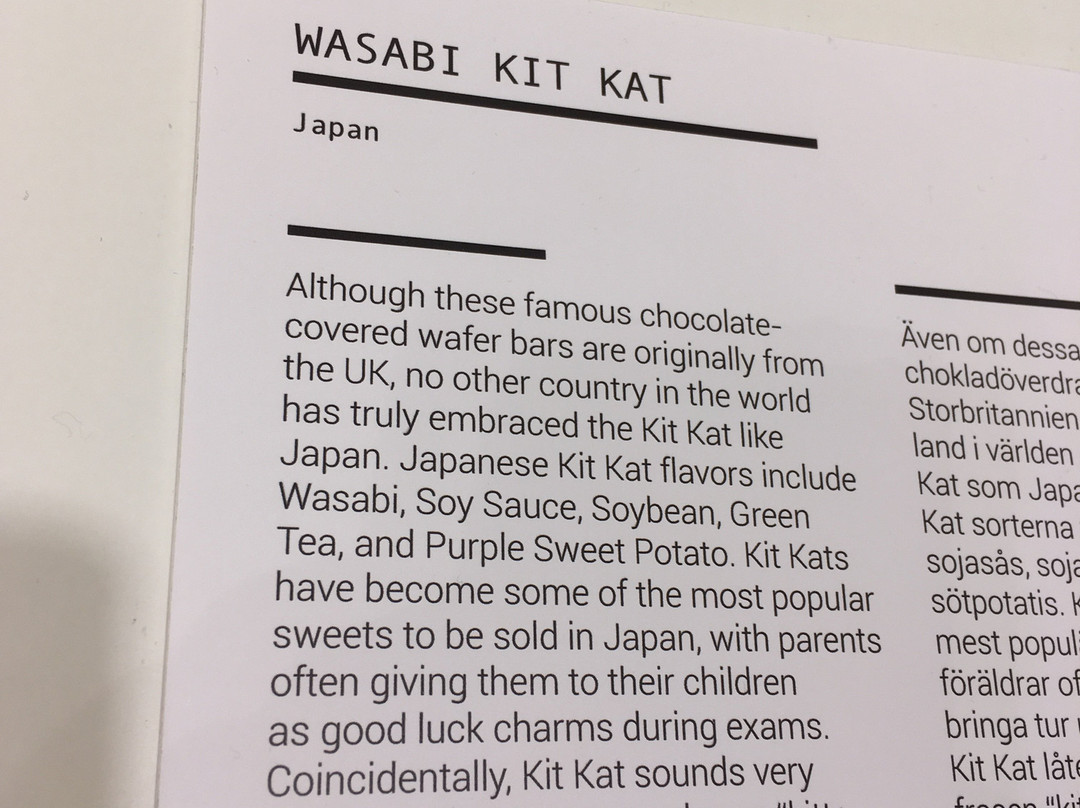 WASABI KIT KAT
Japan
Although these famous chocolate-
covered wafer bars are originally from
the UK, no other country in the world
has truly embraced the Kit Kat like
Japan. Japanese Kit Kat flavors include
Wasabi, Soy Sauce, Soybean, Green
Tea, and Purple Sweet Potato. Kit Kats
have become some of the most popular
sweets to be sold in Japan, with parents
often giving them to their children
as good luck charms during exams.
Coincidentally, Kit Kat sounds very
Även om dessa
chokladöverdra
Storbritannien
land i världen
Kat som Japa
Kat sorterna
sojasås, soja
sötpotatis. K
mest popul
föräldrar of
bringa tur
Kit Kat låte